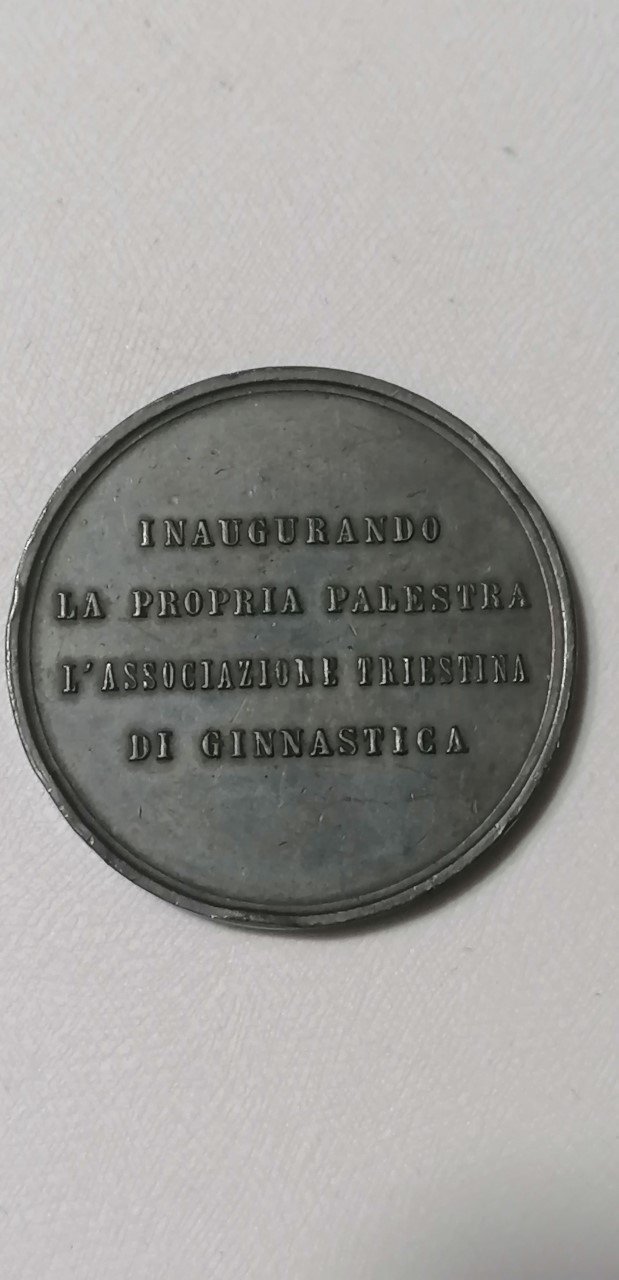 INAUGURANDO
LA PROPRIA PALESTRA
L'ASSOCIAZIONE TRIESTINA
DI GINNASTICA